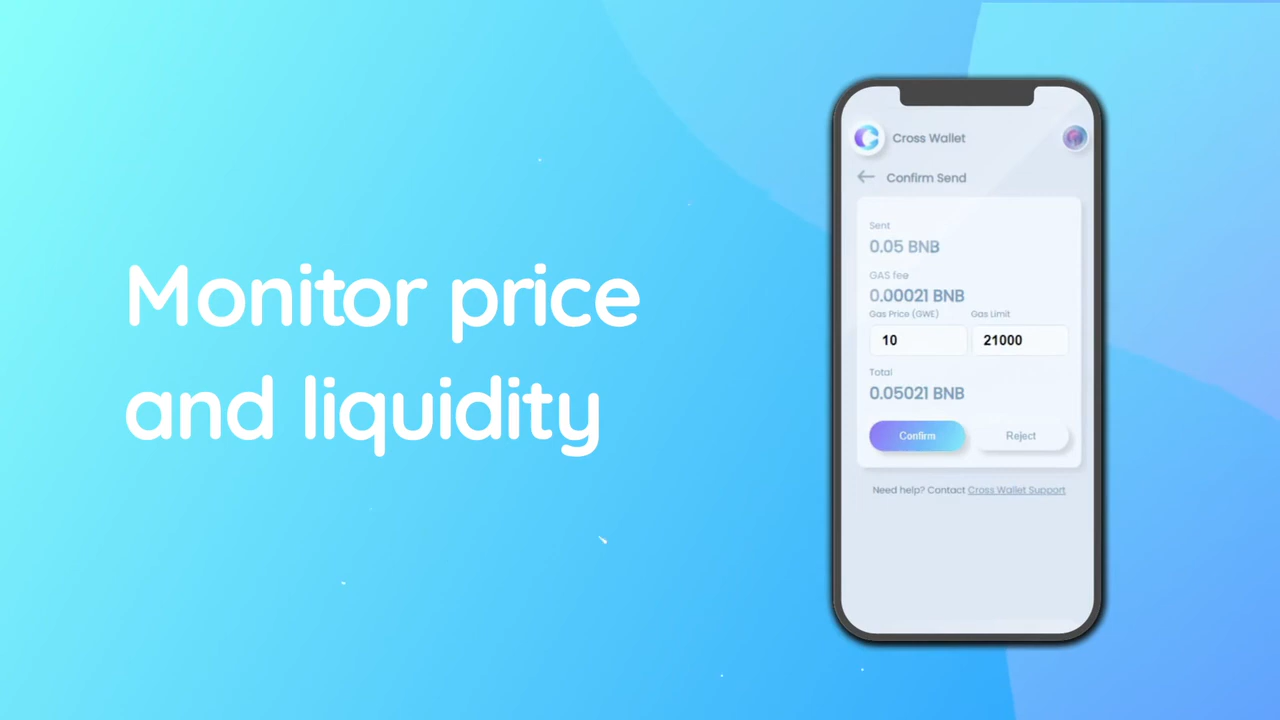 Monitor price
and liquidity
Cross Wallet
Confirm Send
Sent
0.05 BNB
GAS fee
0.00021 BNB
Gas Price (GWE) Gas Limit
10 21000
Total
0.05021 BNB
Confirm Reject
Need help? Contact Cross Wallet Support